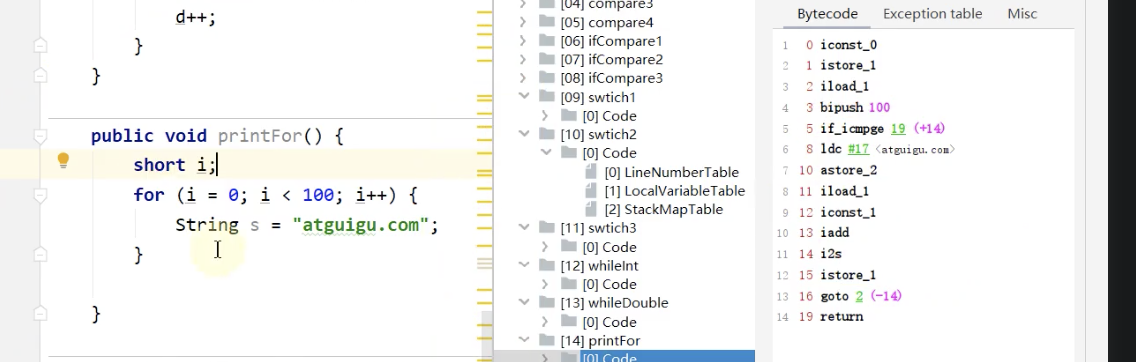 d++;
}
}
public void printFor() {
short i;
for (i = 0; i < 100; i++) {
String s = "atguigu.com";
}
}
[04] compare3
[05] compare4
[06] ifCompare1
[07] ifCompare2
[08] ifCompare3
[09] swtich1
[0] Code
[10] swtich2
[0] Code
[0] LineNumberTable
[1] LocalVariableTable
[2] StackMapTable
[11] swtich3
[0] Code
[12] whileInt
[0] Code
[13] whileDouble
[0] Code
[14] printFor
[0] Code
Bytecode Exception table Misc
1 0 iconst_0
2 1 istore_1
3 2 iload_1
4 3 bipush 100
5 5 if_icmpge 19 (+14)
6 8 ldc #17 <atguigu.com>
7 10 astore_2
8 11 iload_1
9 12 iconst_1
10 13 iadd
11 14 i2s
12 15 istore_1
13 16 goto 2 (-14)
14 19 return